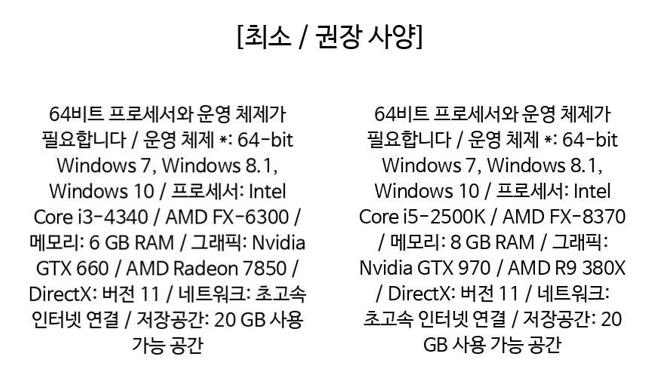 [최소 / 권장 사양]
64비트 프로세서와 운영 체제가
필요합니다 / 운영 체제 *: 64-bit
Windows 7, Windows 8.1,
Windows 10 / 프로세서: Intel
Core i3-4340 / AMD FX-6300 /
메모리: 6 GB RAM / 그래픽: Nvidia
GTX 660 / AMD Radeon 7850 /
DirectX: 버전 11 / 네트워크: 초고속
인터넷 연결 / 저장공간: 20 GB 사용
가능 공간
64비트 프로세서와 운영 체제가
필요합니다 / 운영 체제 *: 64-bit
Windows 7, Windows 8.1,
Windows 10 / 프로세서: Intel
Core i5-2500K / AMD FX-8370
/ 메모리: 8 GB RAM / 그래픽:
Nvidia GTX 970 / AMD R9 380X
/ DirectX: 버전 11 / 네트워크:
초고속 인터넷 연결 / 저장공간: 20
GB 사용 가능 공간